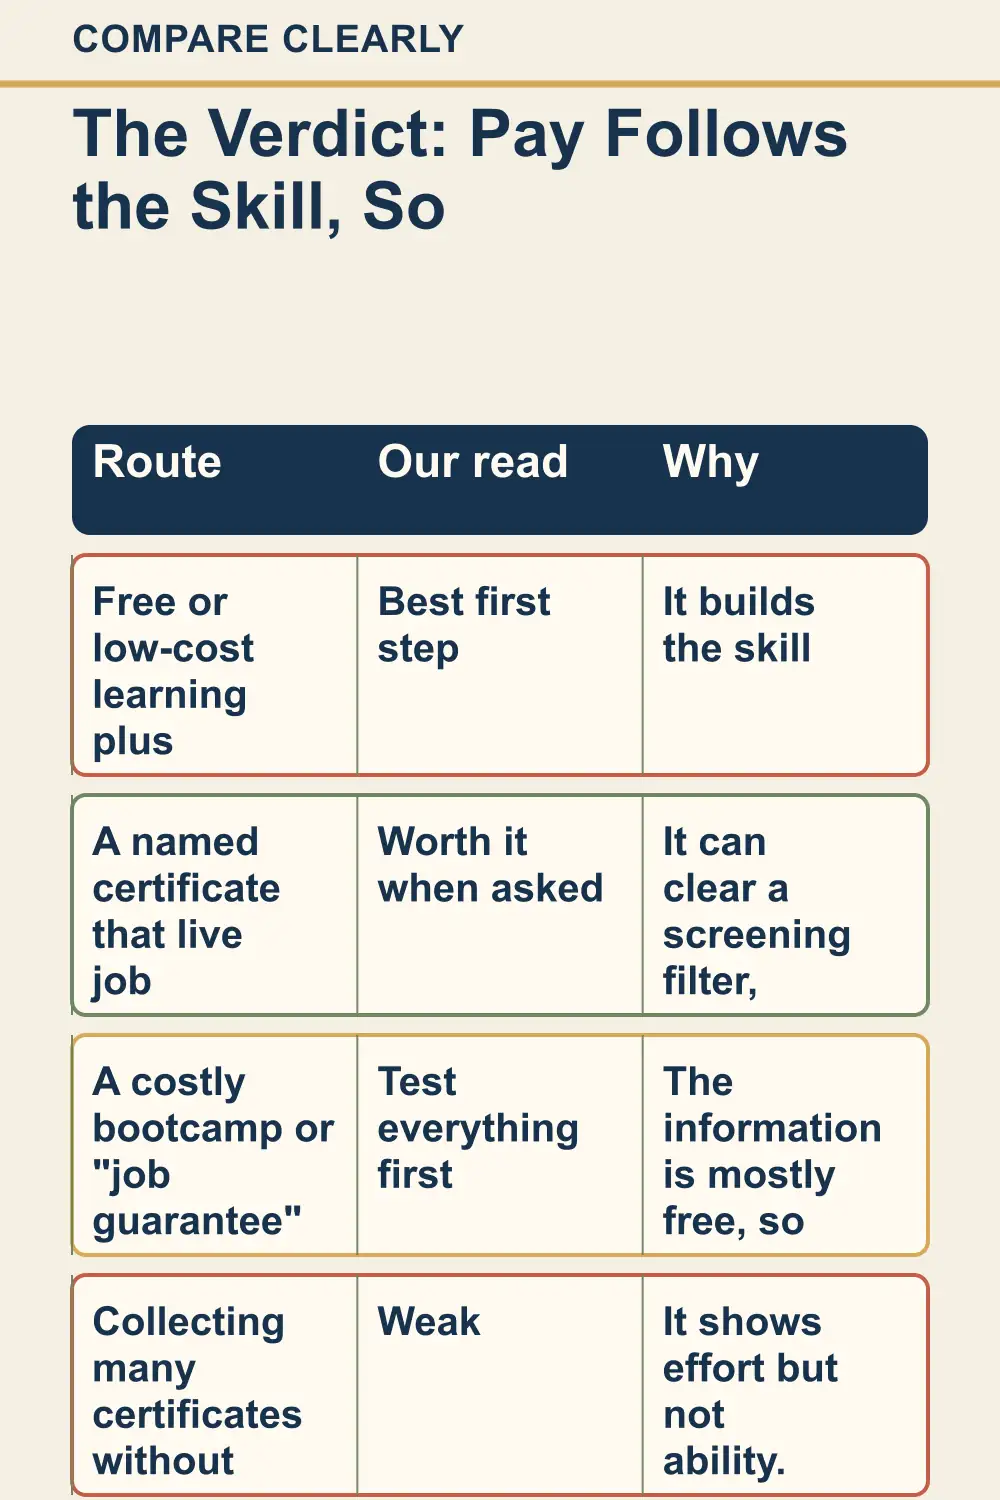 COMPARE CLEARLY
The Verdict: Pay Follows
the Skill, So
Route
Our read
Why
Free or
low-cost
learning
plus
Best first
step
It builds
the skill
A named
certificate
that live
job
Worth it
when asked
It can
clear a
screening
filter,
A costly
bootcamp or
"job
guarantee"
Test
everything
first
The
information
is mostly
free, so
Collecting
many
certificates
without
Weak
It shows
effort but
not
ability.